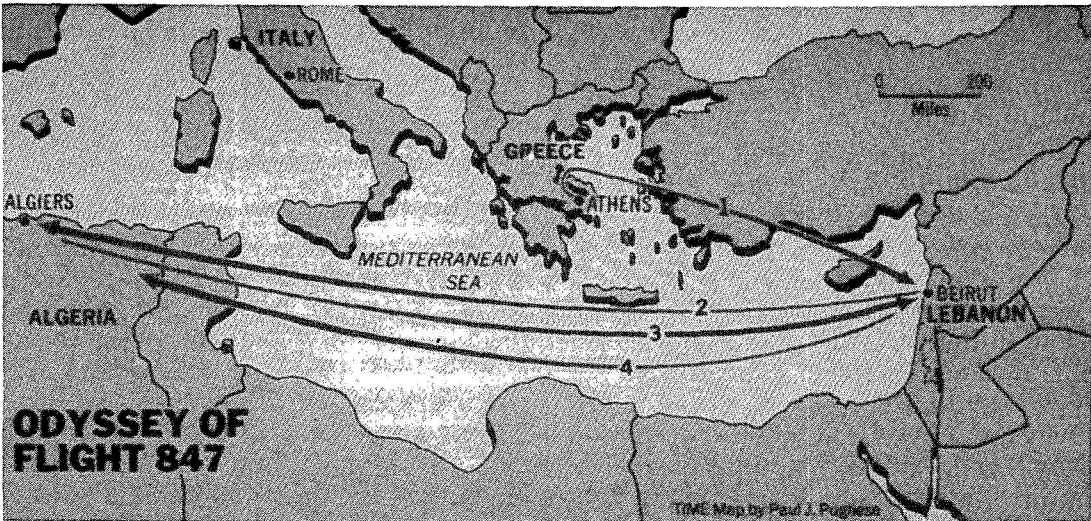 ITALY
ROME
0 200
Miles
GREECE
ALGIERS
ATHENS
1
MEDITERRANEAN
SEA
2
BEIRUT
LEBANON
ALGERIA
3
4
ODYSSEY OF
FLIGHT 847
TIME Map by Paul J. Pugliese